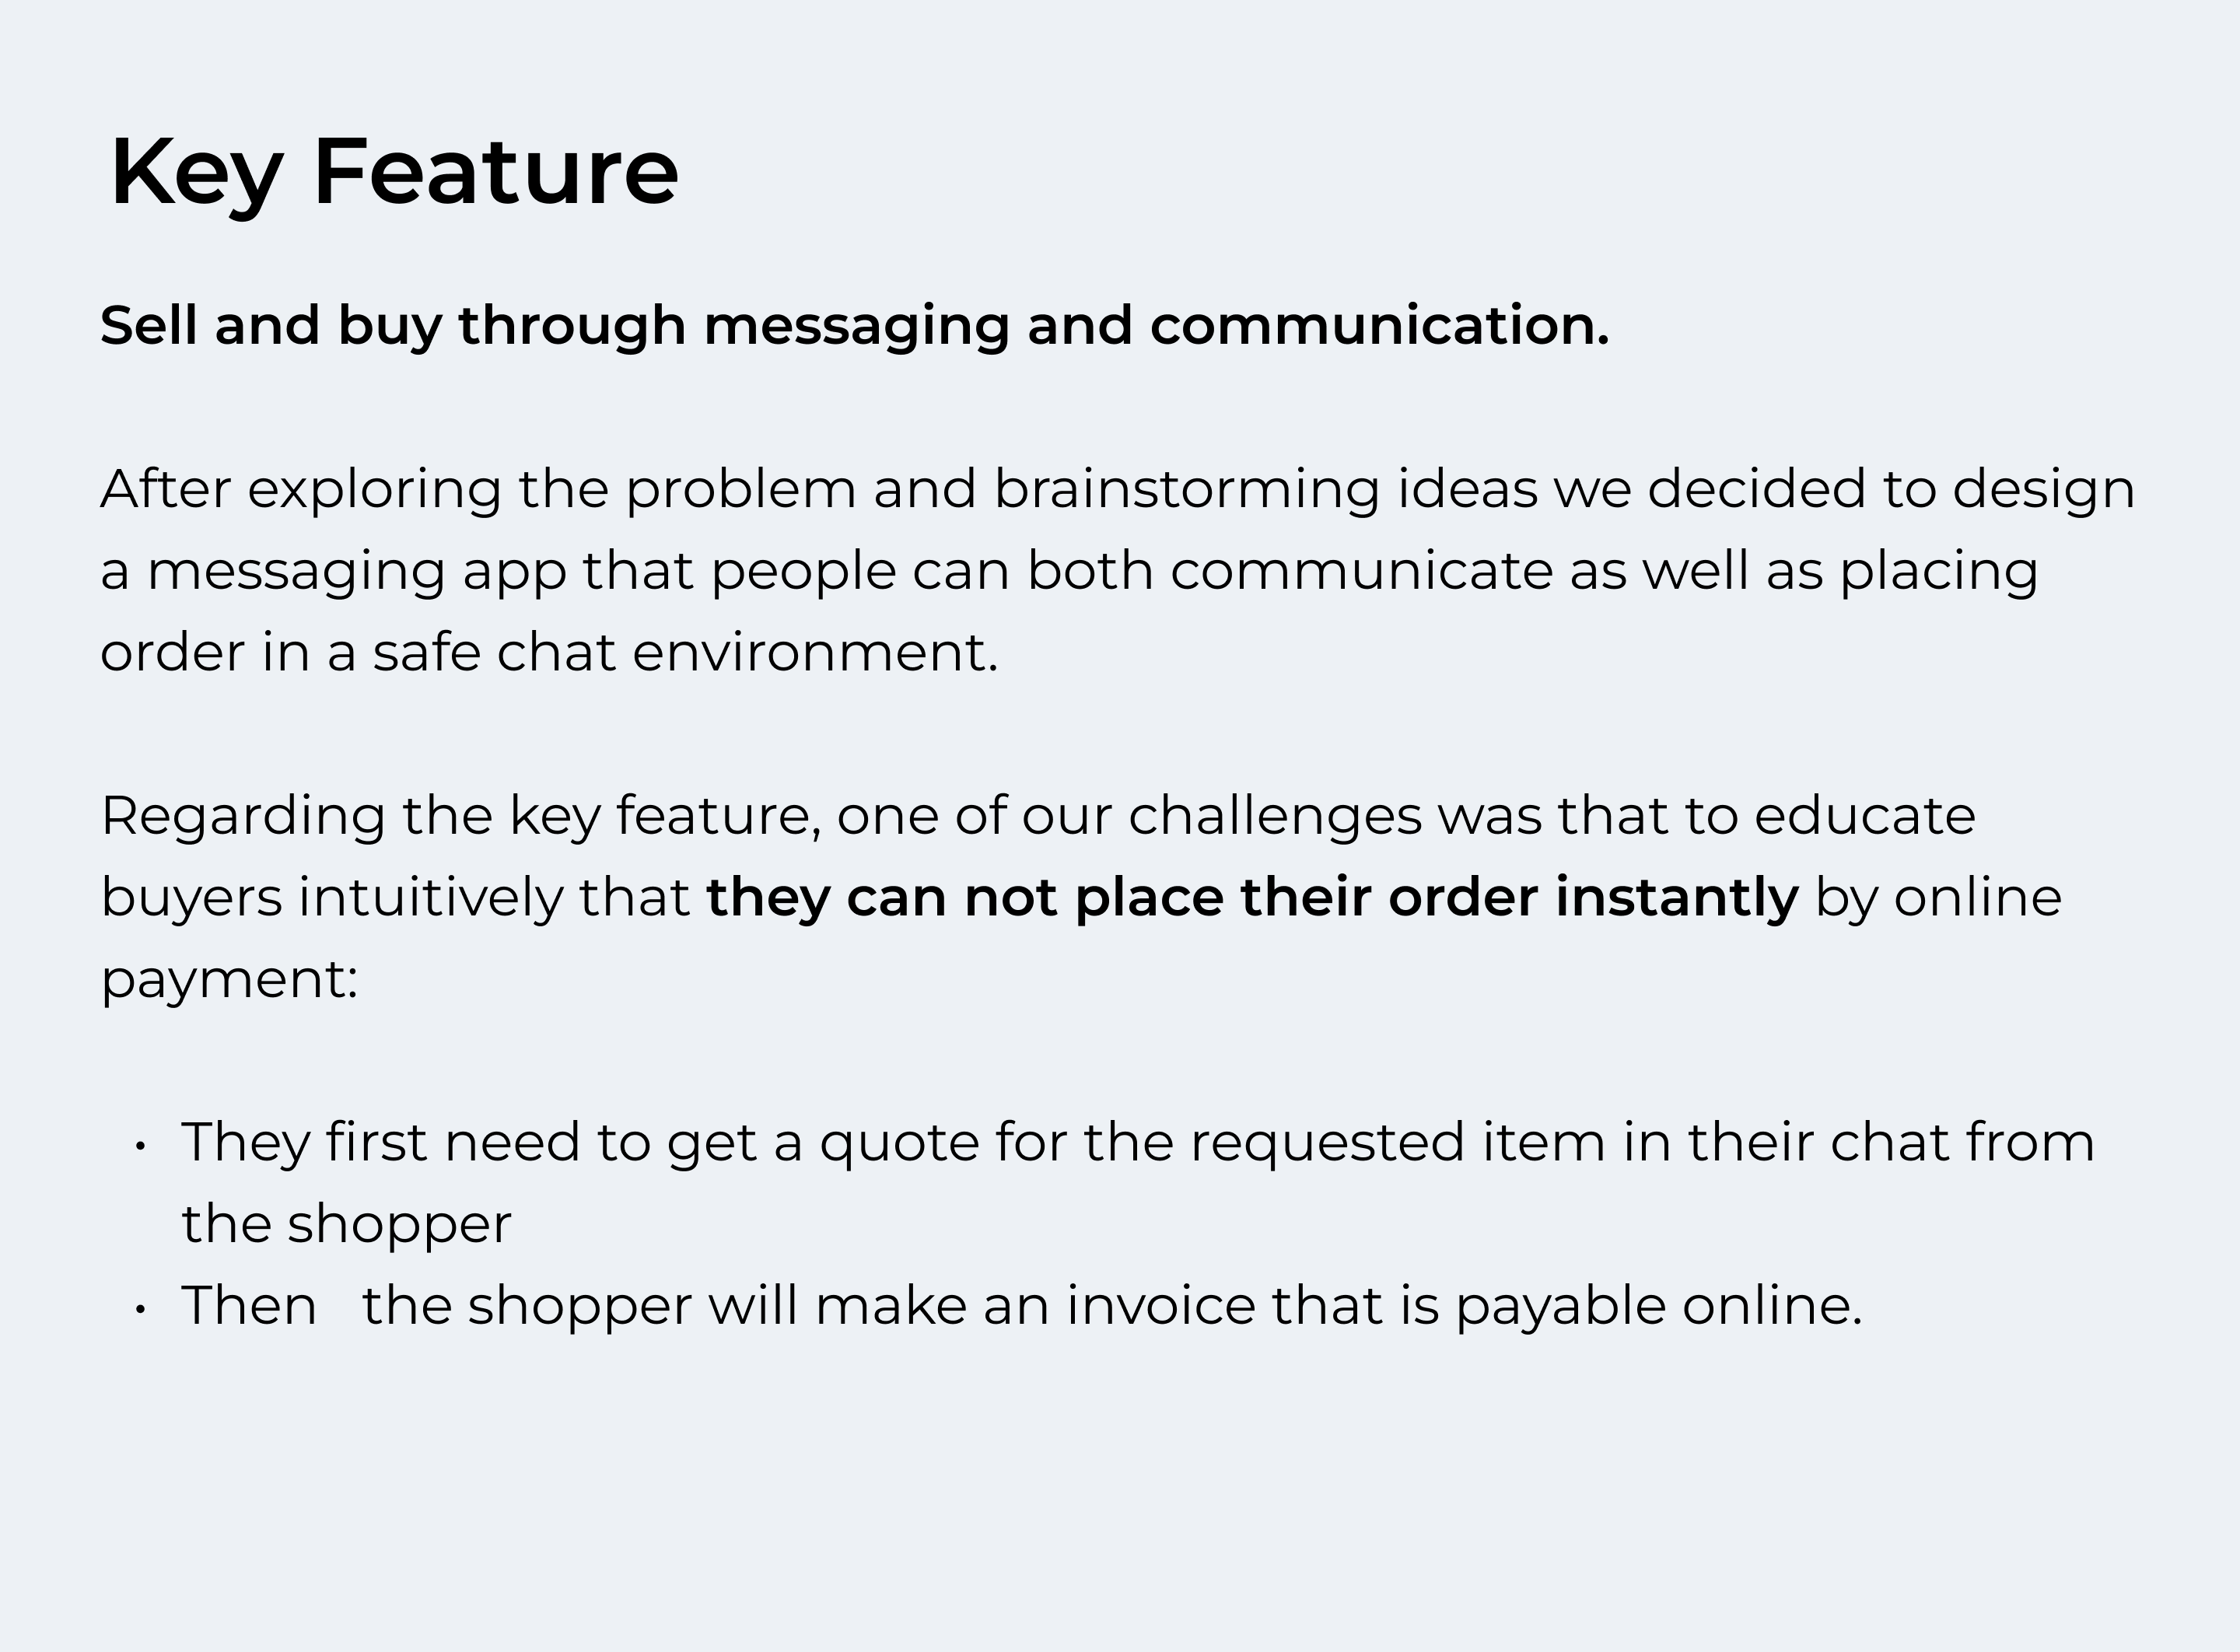 Key Feature
Sell and buy through messaging and communication.
After exploring the problem and brainstorming ideas we decided to design
a messaging app that people can both communicate as well as placing
order in a safe chat environment.
Regarding the key feature, one of our challenges was that to educate
buyers intuitively that they can not place their order instantly by online
payment:
• They first need to get a quote for the requested item in their chat from
the shopper
• Then the shopper will make an invoice that is payable online.